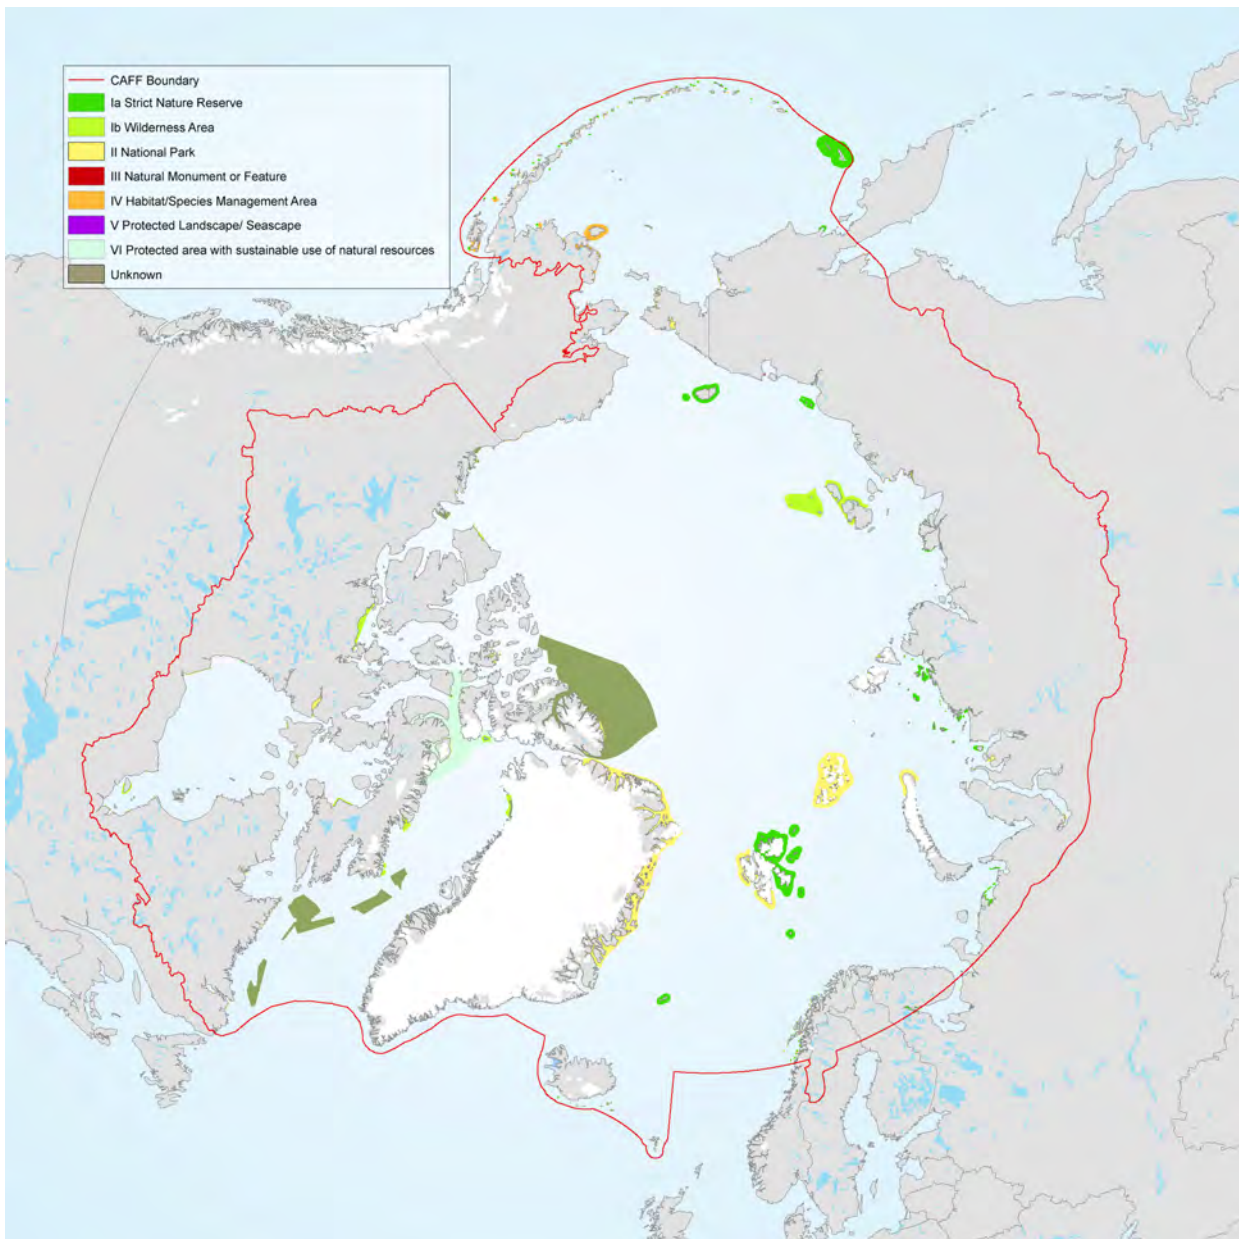 CAFF Boundary
Ia Strict Nature Reserve
Ib Wilderness Area
II National Park
III Natural Monument or Feature
IV Habitat/Species Management Area
V Protected Landscape/ Seascape
VI Protected area with sustainable use of natural resources
Unknown